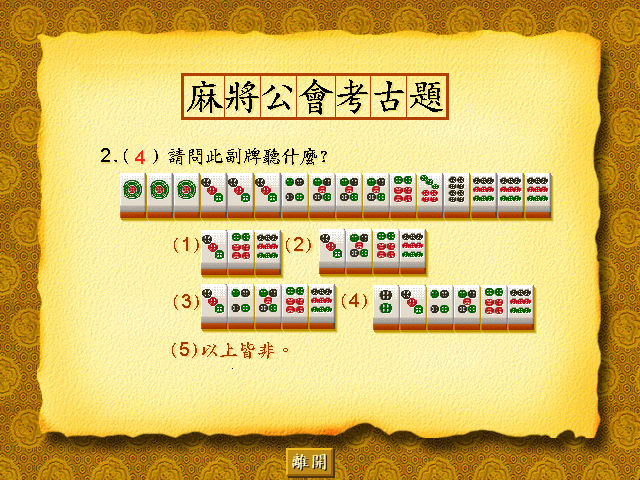 麻將公會考古題
2.(4)請問此副牌聽什麼?
(1) (2)
(3) (4)
(5)以上皆非。
離開